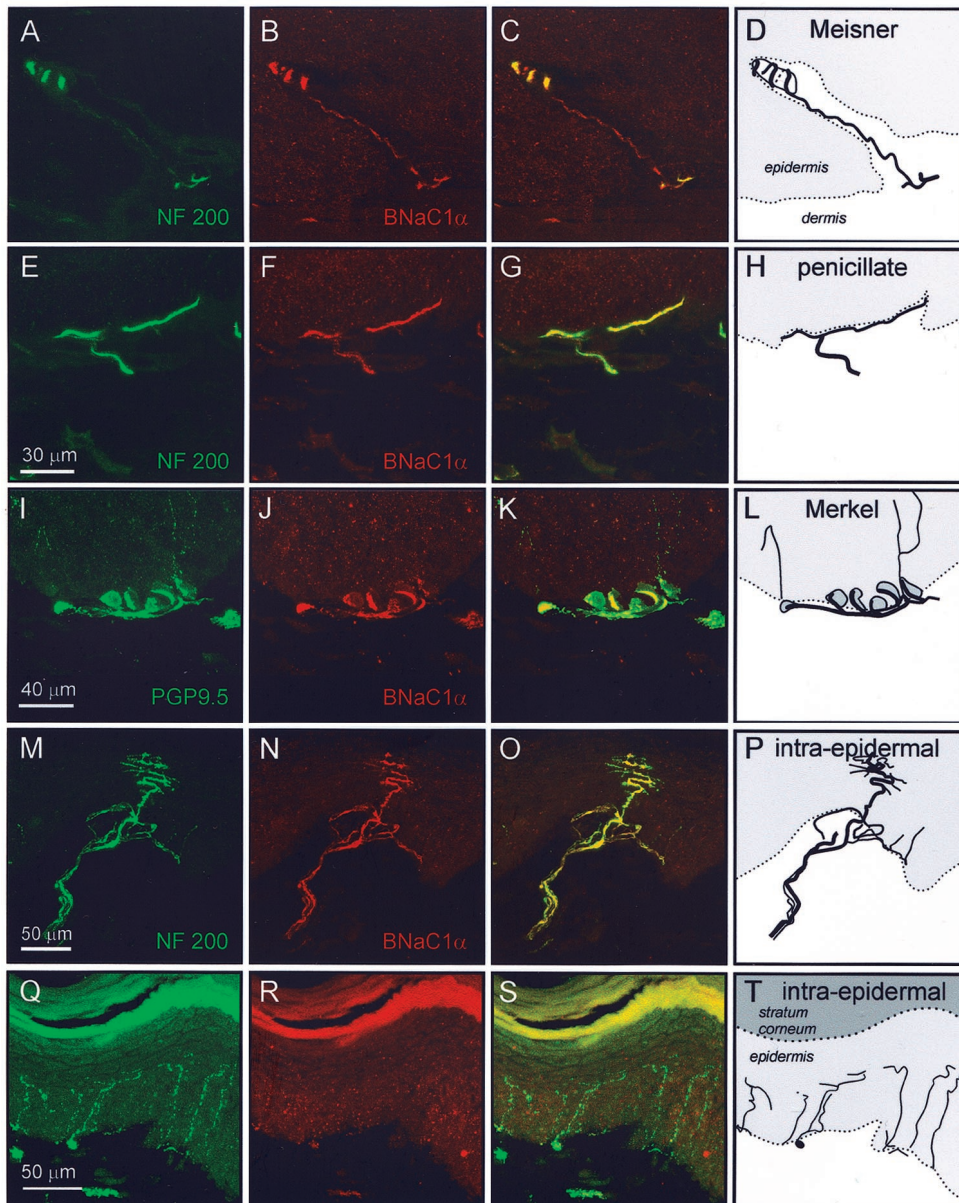 A
NF 200
B
BNaC1α
C
D
Meisner
epidermis
dermis
E
30 μm
NF 200
F
BNaC1α
G
H
penicillate
I
40 μm
PGP9.5
J
BNaC1α
K
L
Merkel
M
50 μm
NF 200
N
BNaC1α
O
P intra-epidermal
Q
50 μm
R
S
T intra-epidermal
stratum
corneum
epidermis